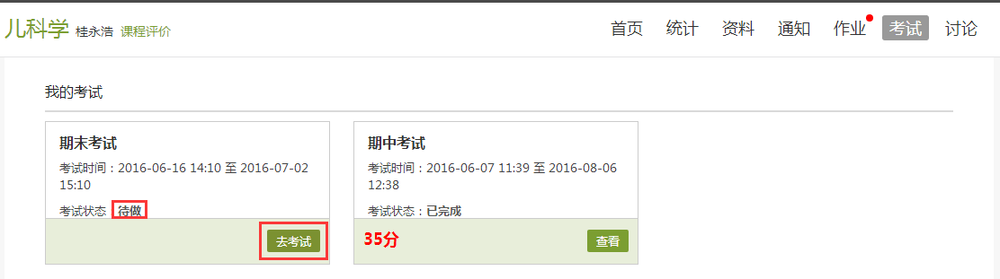 儿科学 桂永浩 课程评价
首页 统计 资料 通知 作业 考试 讨论
我的考试
期末考试
考试时间：2016-06-16 14:10 至 2016-07-02
15:10
考试状态 待做
去考试
期中考试
考试时间：2016-06-07 11:39 至 2016-08-06
12:38
考试状态：已完成
35分 查看